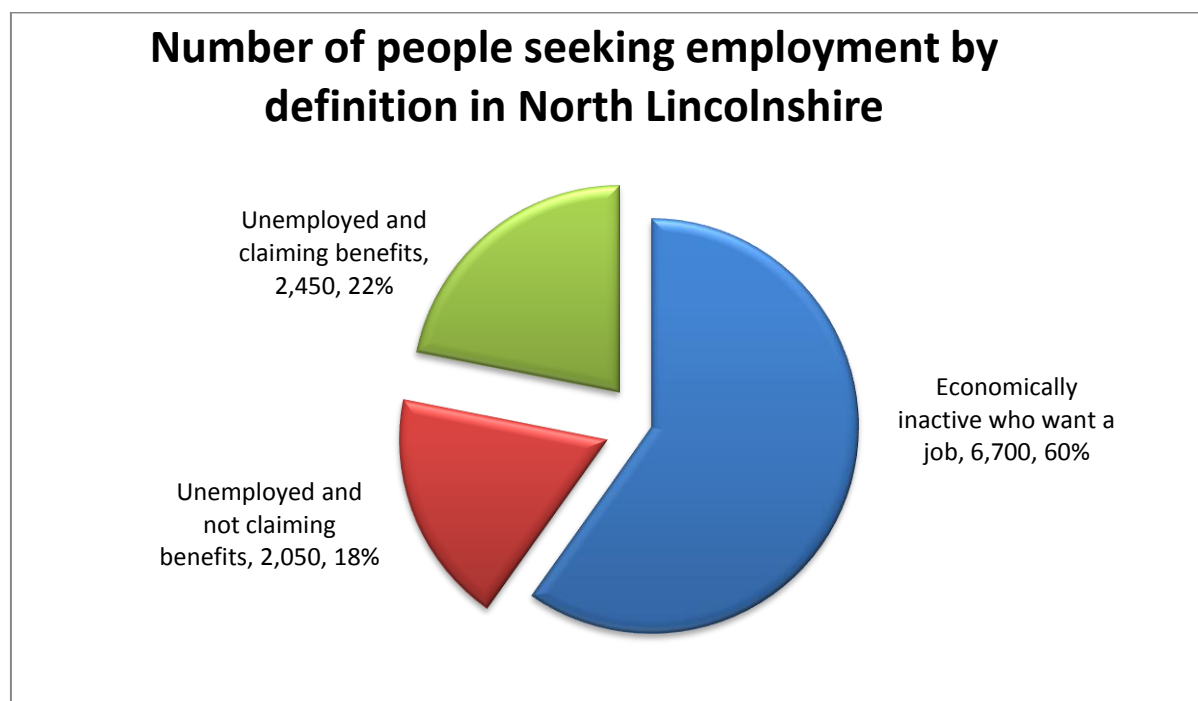 Number of people seeking employment by
definition in North Lincolnshire
Unemployed and
claiming benefits,
2,450, 22%
Economically
inactive who want a
job, 6,700, 60%
Unemployed and
not claiming
benefits, 2,050, 18%